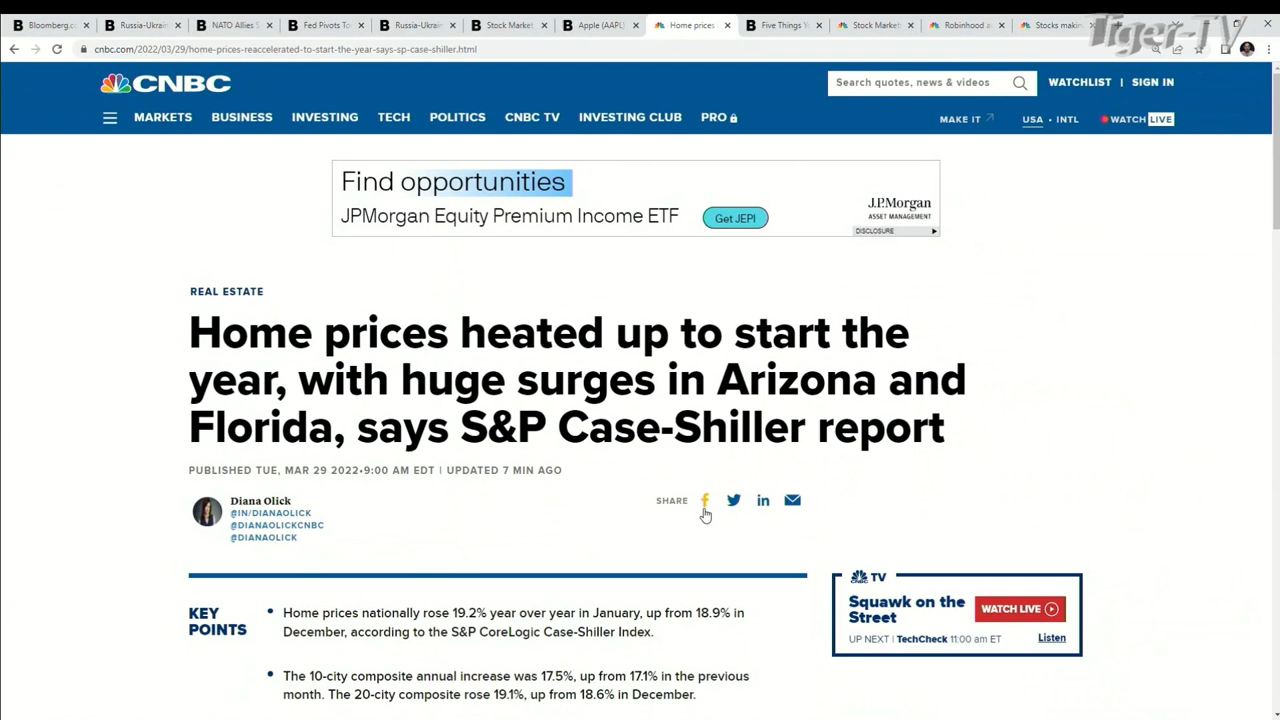 Bloomberg.c
Russia-Ukrain
NATO Allies S
Fed Pivots To
Russia-Ukrain
Stock Market
Apple (AAPL)
Home prices
Five Things Y
Stock Market
Robinhood a
Stocks makin
Tiger-TV
cnbc.com/2022/03/29/home-prices-reaccelerated-to-start-the-year-says-sp-case-shiller.html
CNBC
Search quotes, news & videos
WATCHLIST | SIGN IN
MARKETS BUSINESS INVESTING TECH POLITICS CNBC TV INVESTING CLUB PRO
MAKE IT USA • INTL WATCH LIVE
Find opportunities
JPMorgan Equity Premium Income ETF
Get JEPI
J.P.Morgan
ASSET MANAGEMENT
DISCLOSURE
REAL ESTATE
Home prices heated up to start the
year, with huge surges in Arizona and
Florida, says S&P Case-Shiller report
PUBLISHED TUE, MAR 29 2022•9:00 AM EDT | UPDATED 7 MIN AGO
Diana Olick
@IN/DIANAOLICK
@DIANAOLICKCNBC
@DIANAOLICK
SHARE
KEY
POINTS
Home prices nationally rose 19.2% year over year in January, up from 18.9% in
December, according to the S&P CoreLogic Case-Shiller Index.
The 10-city composite annual increase was 17.5%, up from 17.1% in the previous
month. The 20-city composite rose 19.1%, up from 18.6% in December.
CNBC TV
Squawk on the
Street
WATCH LIVE
UP NEXT | TechCheck 11:00 am ET
Listen